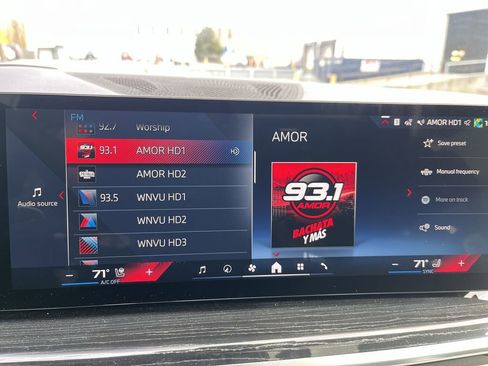 FM
92.7 Worship
93.1 AMOR HD1
AMOR HD2
93.5 WNVU HD1
WNVU HD2
WNVU HD3
Audio source
AMOR
93.1
AMOR
BACHATA
Y MÁS
AMOR HD1
Save preset
Manual frequency
More on track
Sound
− 71° +
A/C OFF
− 71° +
SYNC